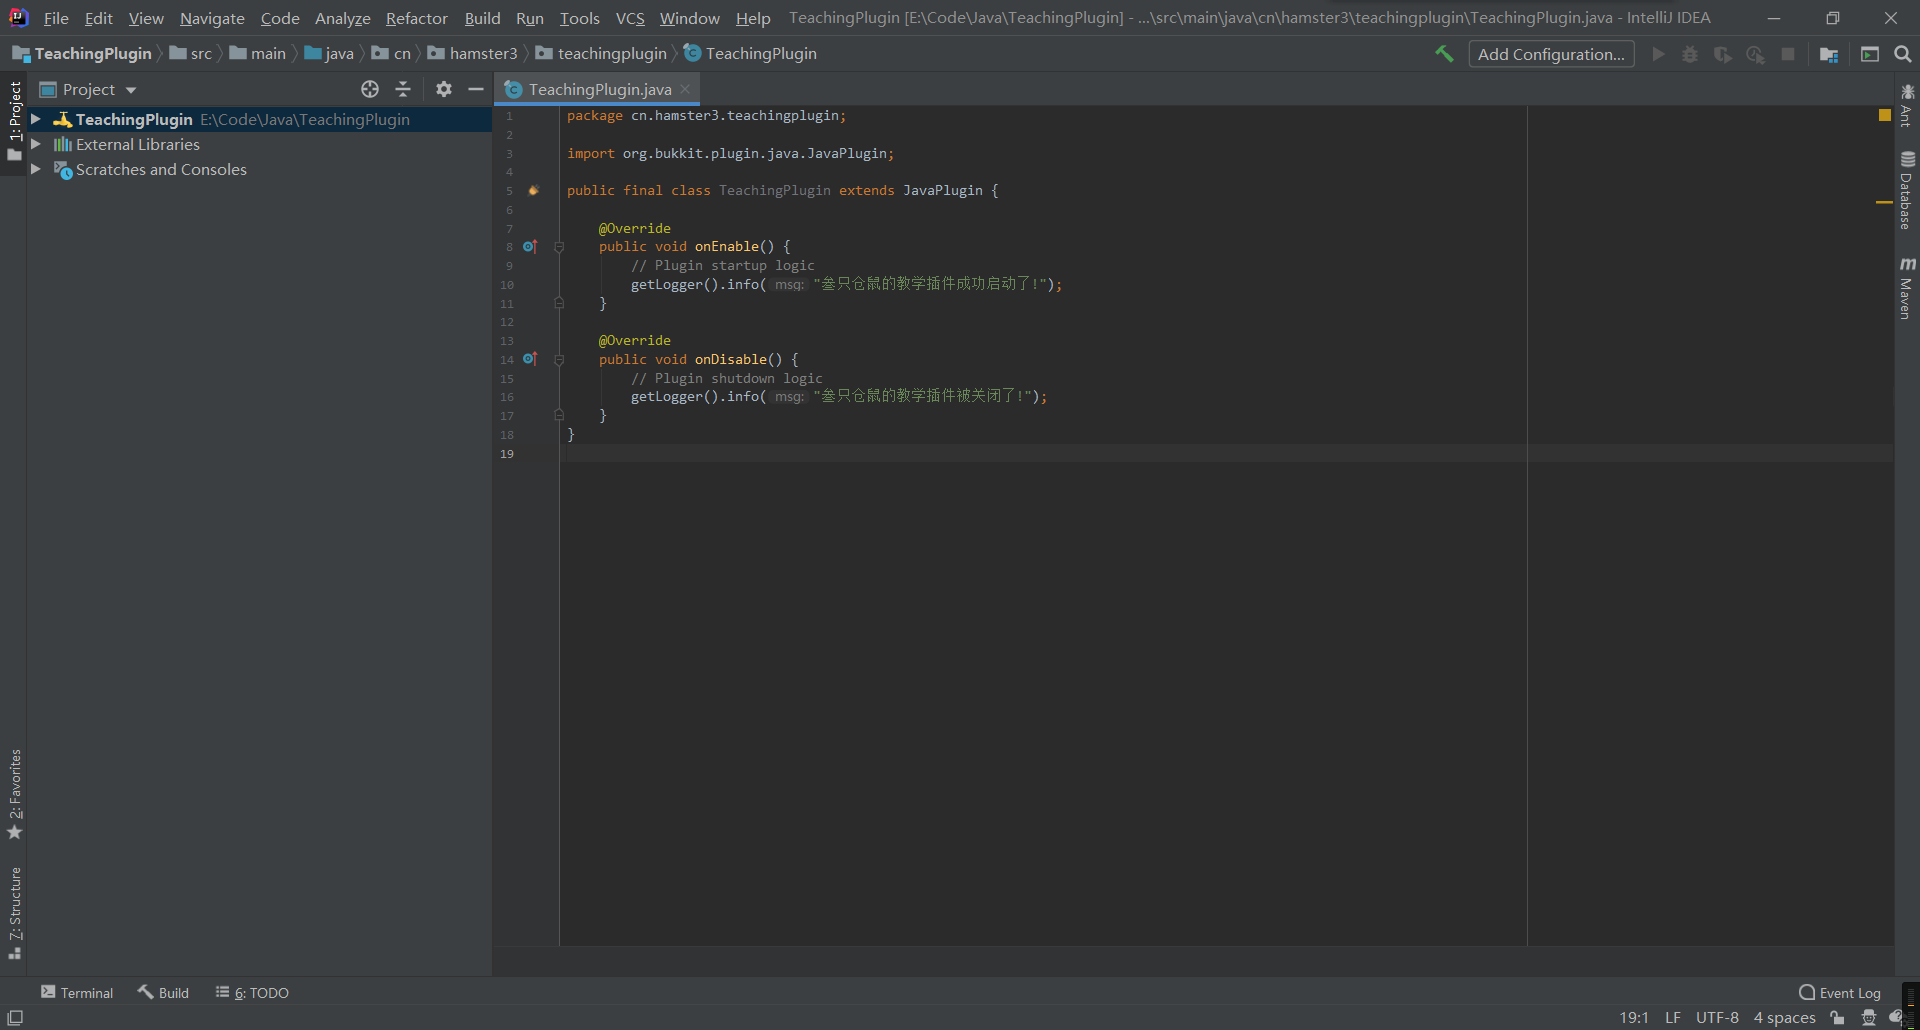 File Edit View Navigate Code Analyze Refactor Build Run Tools VCS Window Help TeachingPlugin [E:\Code\Java\TeachingPlugin] - ...\src\main\java\cn\hamster3\teachingplugin\TeachingPlugin.java - IntelliJ IDEA
TeachingPlugin src main java cn hamster3 teachingplugin TeachingPlugin Add Configuration...
Project
TeachingPlugin.java
1: Project
TeachingPlugin E:\Code\Java\TeachingPlugin
External Libraries
Scratches and Consoles
2: Favorites
7: Structure
1 package cn.hamster3.teachingplugin;
2
3 import org.bukkit.plugin.java.JavaPlugin;
4
5 public final class TeachingPlugin extends JavaPlugin {
6
7 @Override
8 public void onEnable() {
9 // Plugin startup logic
10 getLogger().info( msg: "叁只仓鼠的教学插件成功启动了!");
11 }
12
13 @Override
14 public void onDisable() {
15 // Plugin shutdown logic
16 getLogger().info( msg: "叁只仓鼠的教学插件被关闭了!");
17 }
18 }
19
Ant
Database
m Maven
Terminal Build 6: TODO Event Log
19:1 LF UTF-8 4 spaces